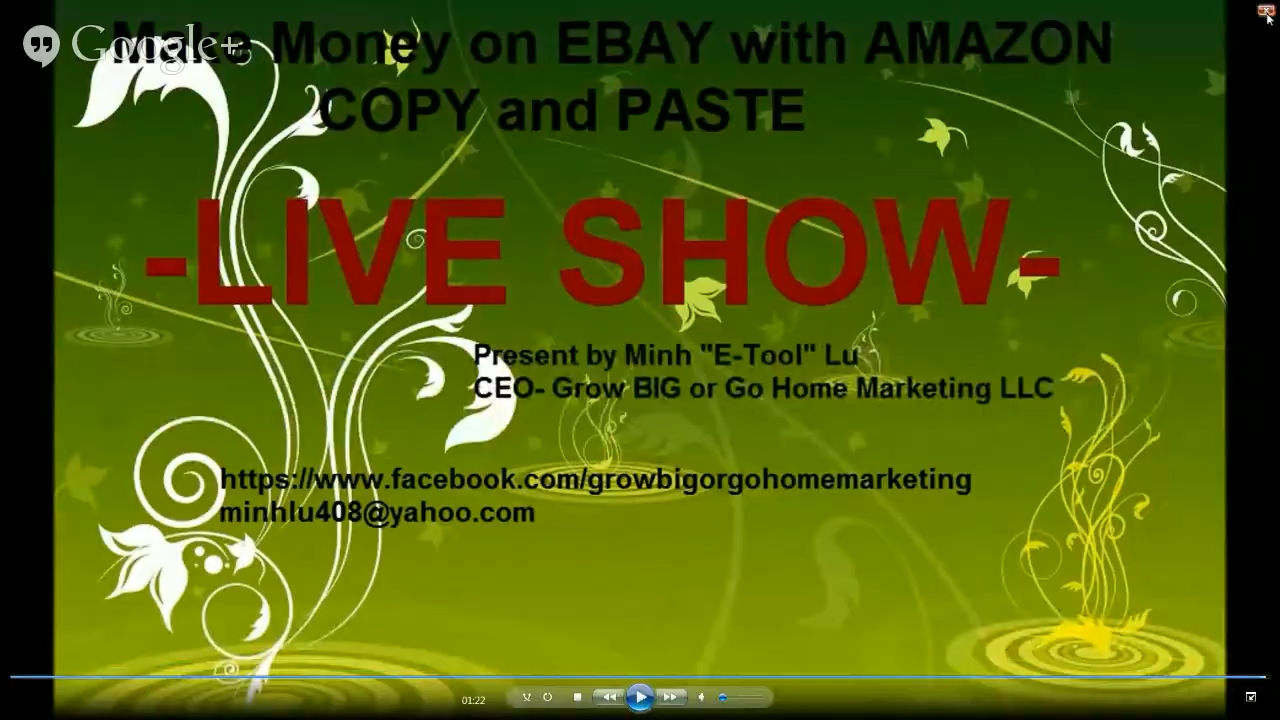 Google+
Make Money on EBAY with AMAZON
COPY and PASTE
-LIVE SHOW-
Present by Minh "E-Tool" Lu
CEO- Grow BIG or Go Home Marketing LLC
https://www.facebook.com/growbigorgohomemarketing
minhlu408@yahoo.com
01:22